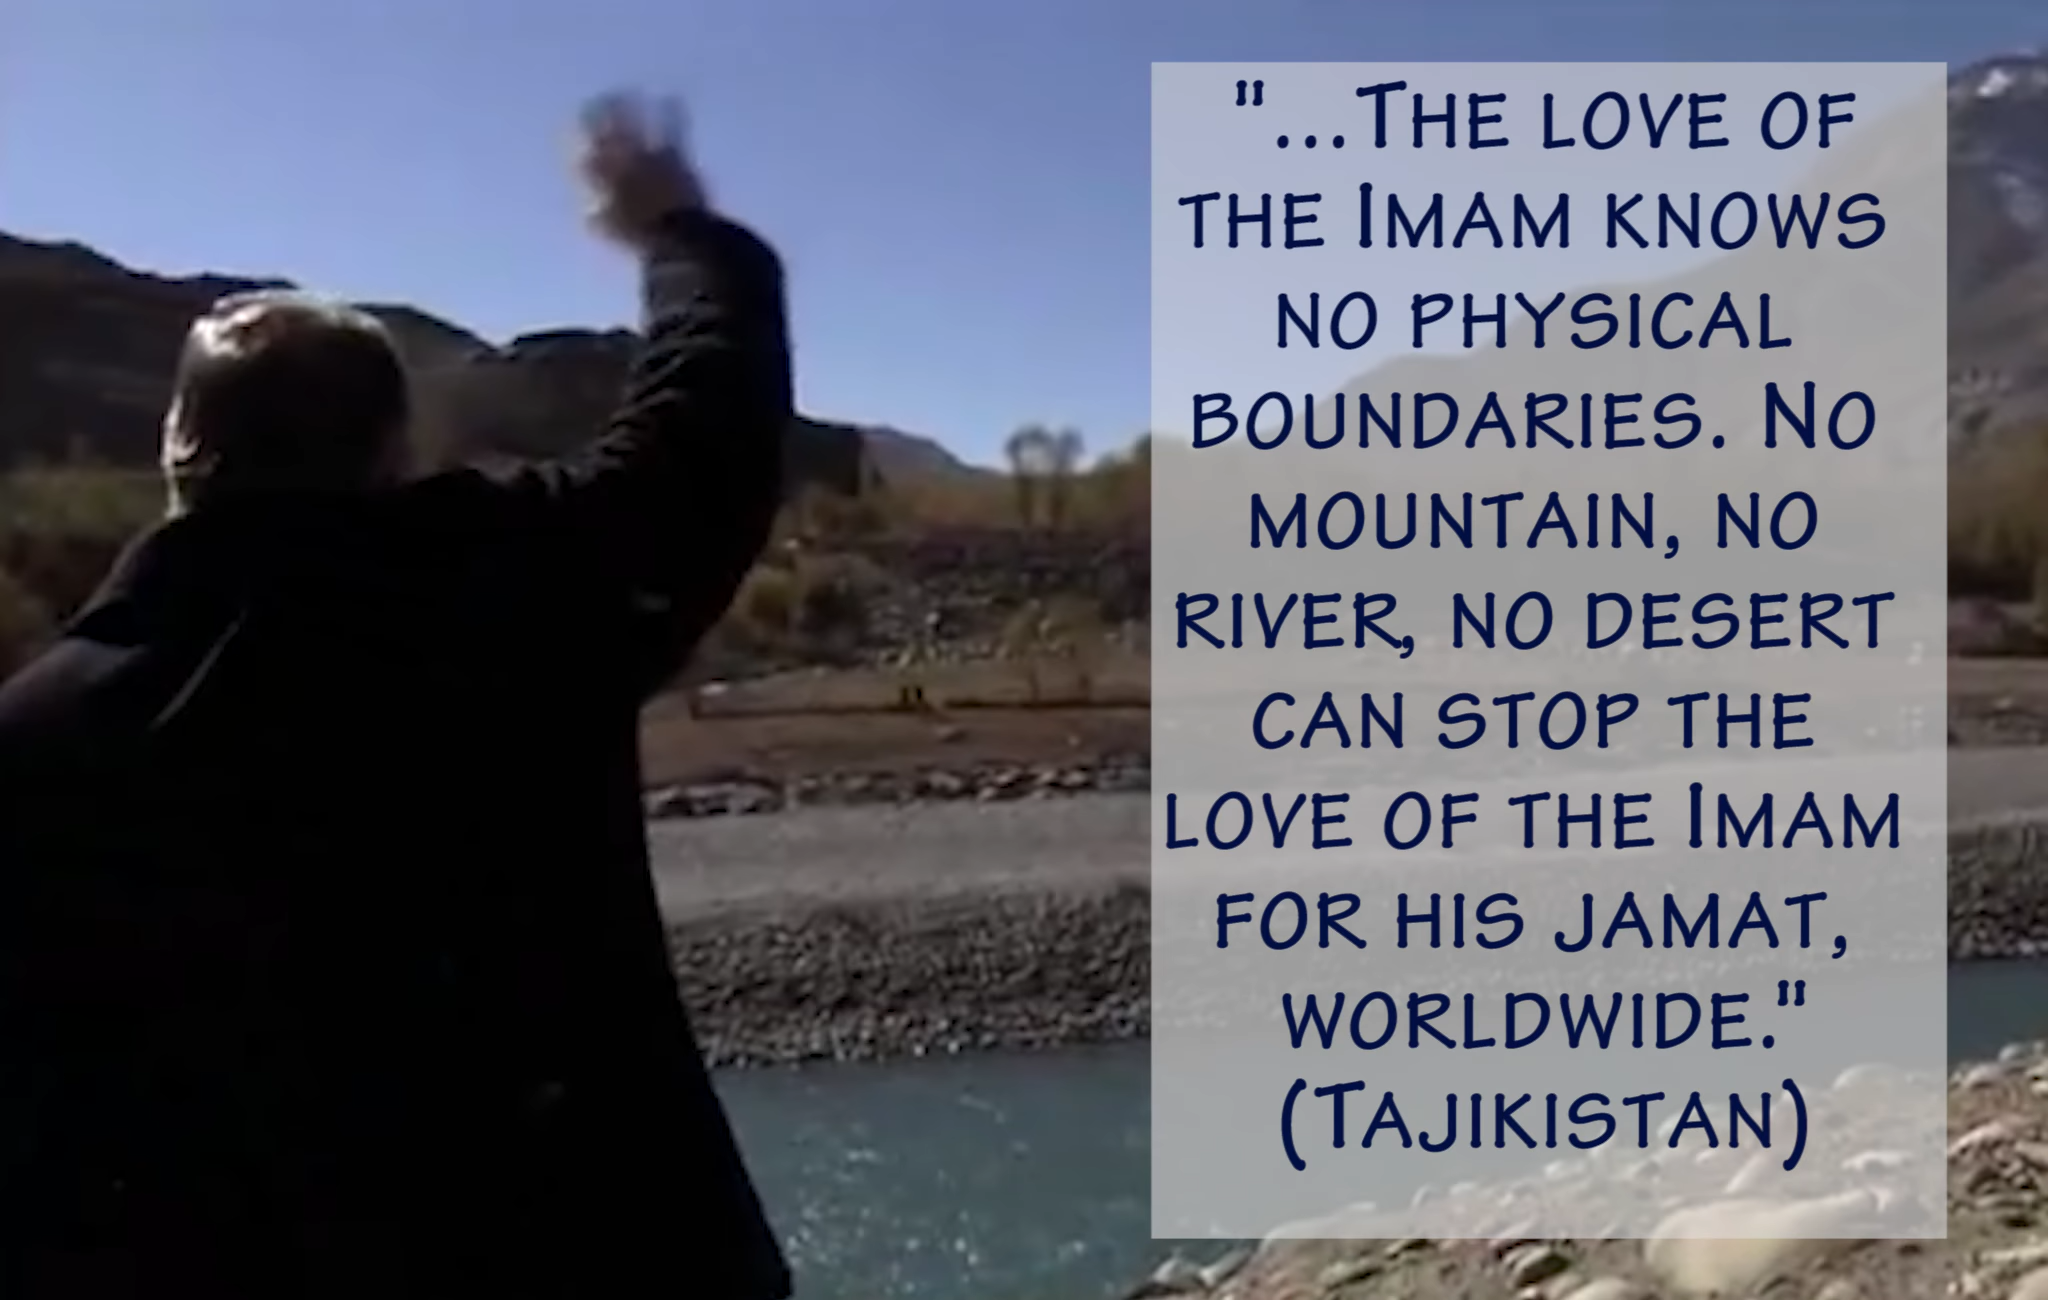 "...The love of
the Imam knows
no physical
boundaries. No
mountain, no
river, no desert
can stop the
love of the Imam
for his jamat,
worldwide."
(Tajikistan)